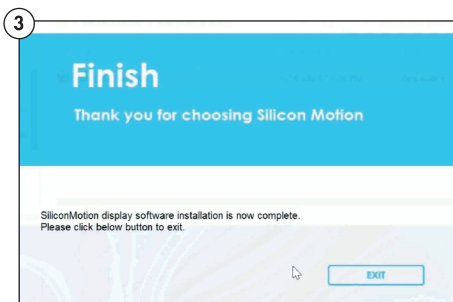 3
Finish
Thank you for choosing Silicon Motion
SiliconMotion display software installation is now complete.
Please click below button to exit.
EXIT